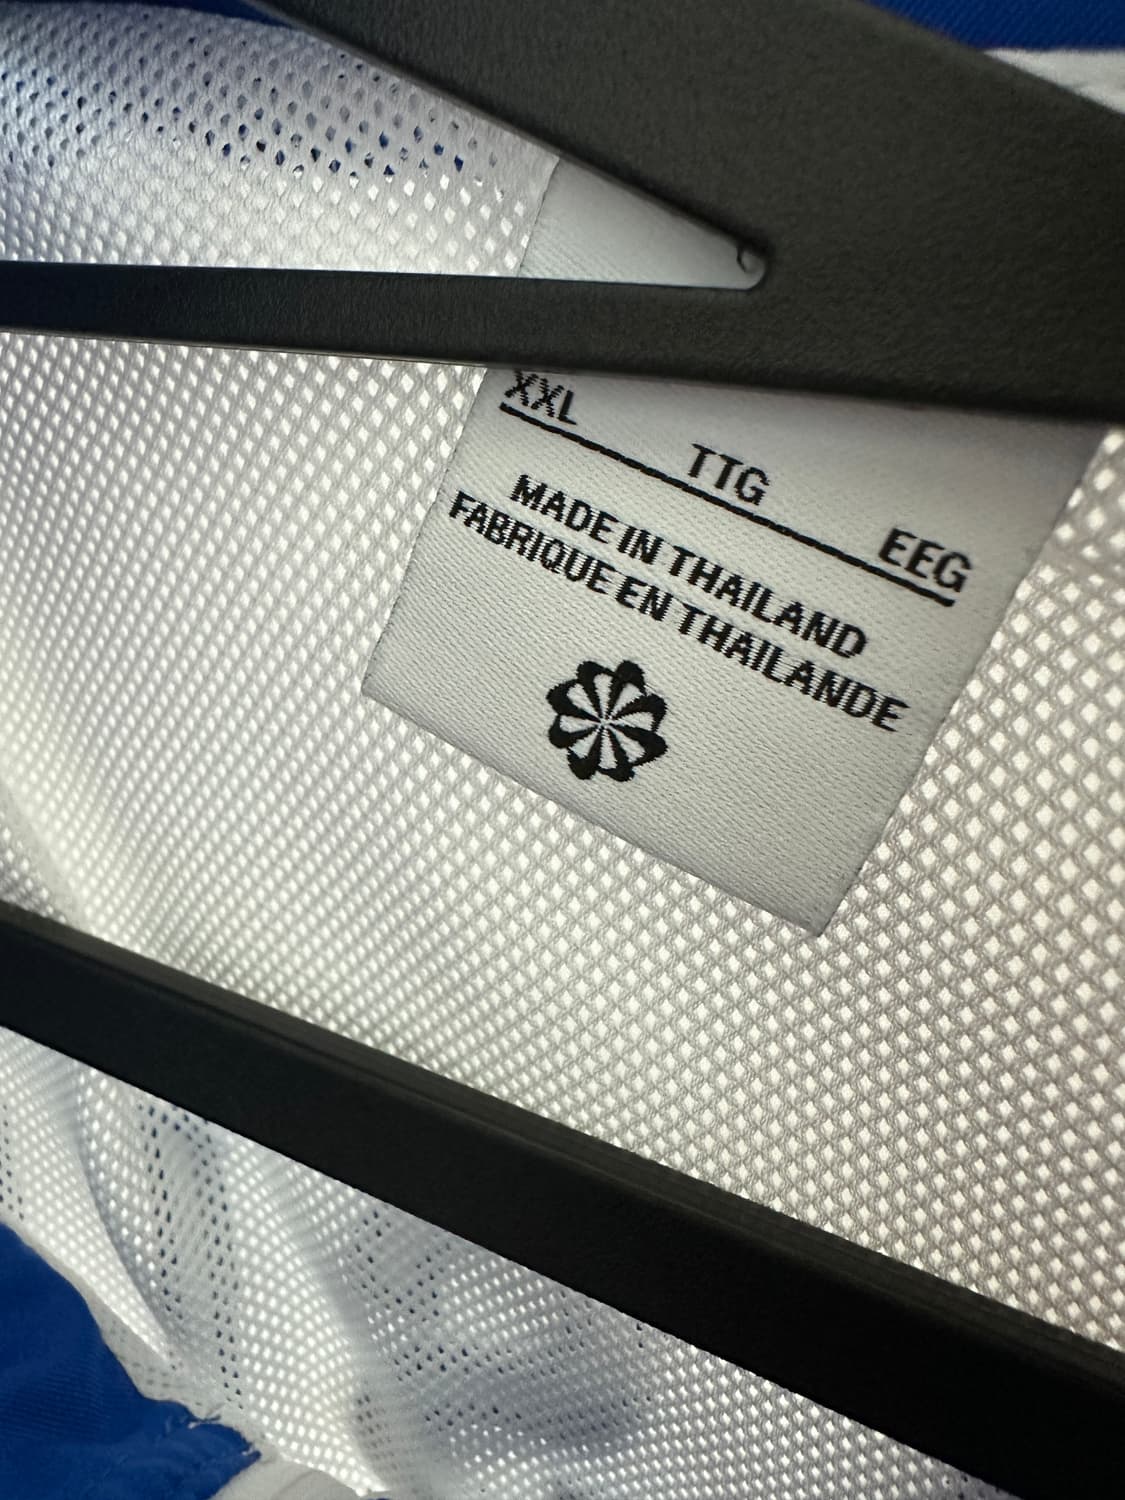 XXL TTG EEG
MADE IN THAILAND
FABRIQUE EN THAILANDE